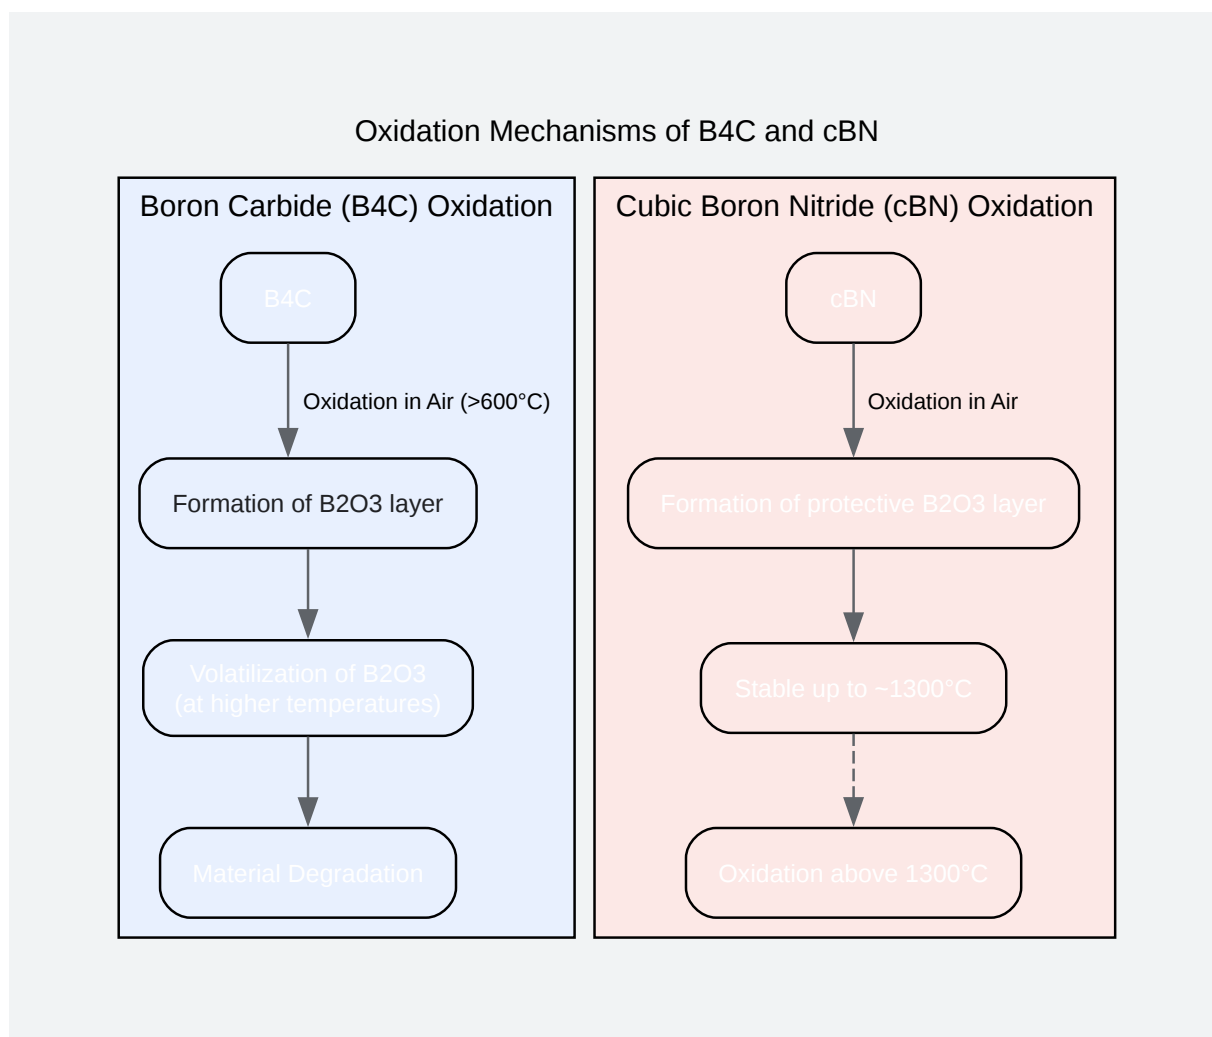 Oxidation Mechanisms of B4C and cBN
Boron Carbide (B4C) Oxidation
B4C
Oxidation in Air (>600°C)
Formation of B2O3 layer
Volatilization of B2O3
(at higher temperatures)
Material Degradation
Cubic Boron Nitride (cBN) Oxidation
cBN
Oxidation in Air
Formation of protective B2O3 layer
Stable up to ~1300°C
Oxidation above 1300°C